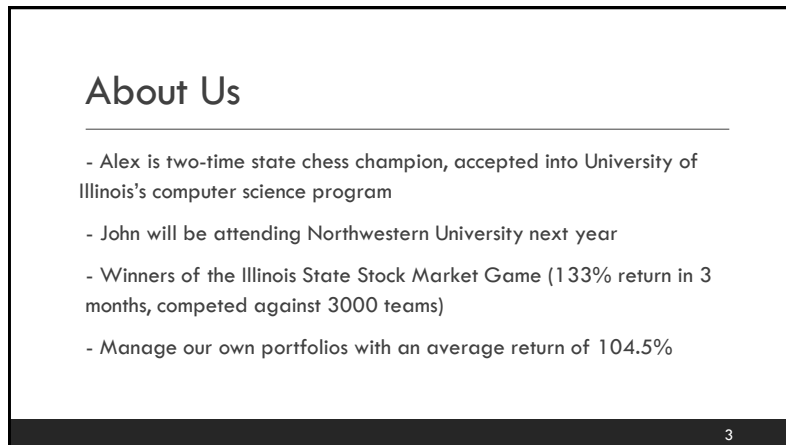 About Us
- Alex is two-time state chess champion, accepted into University of
Illinois's computer science program
- John will be attending Northwestern University next year
- Winners of the Illinois State Stock Market Game (133% return in 3
months, competed against 3000 teams)
- Manage our own portfolios with an average return of 104.5%
3